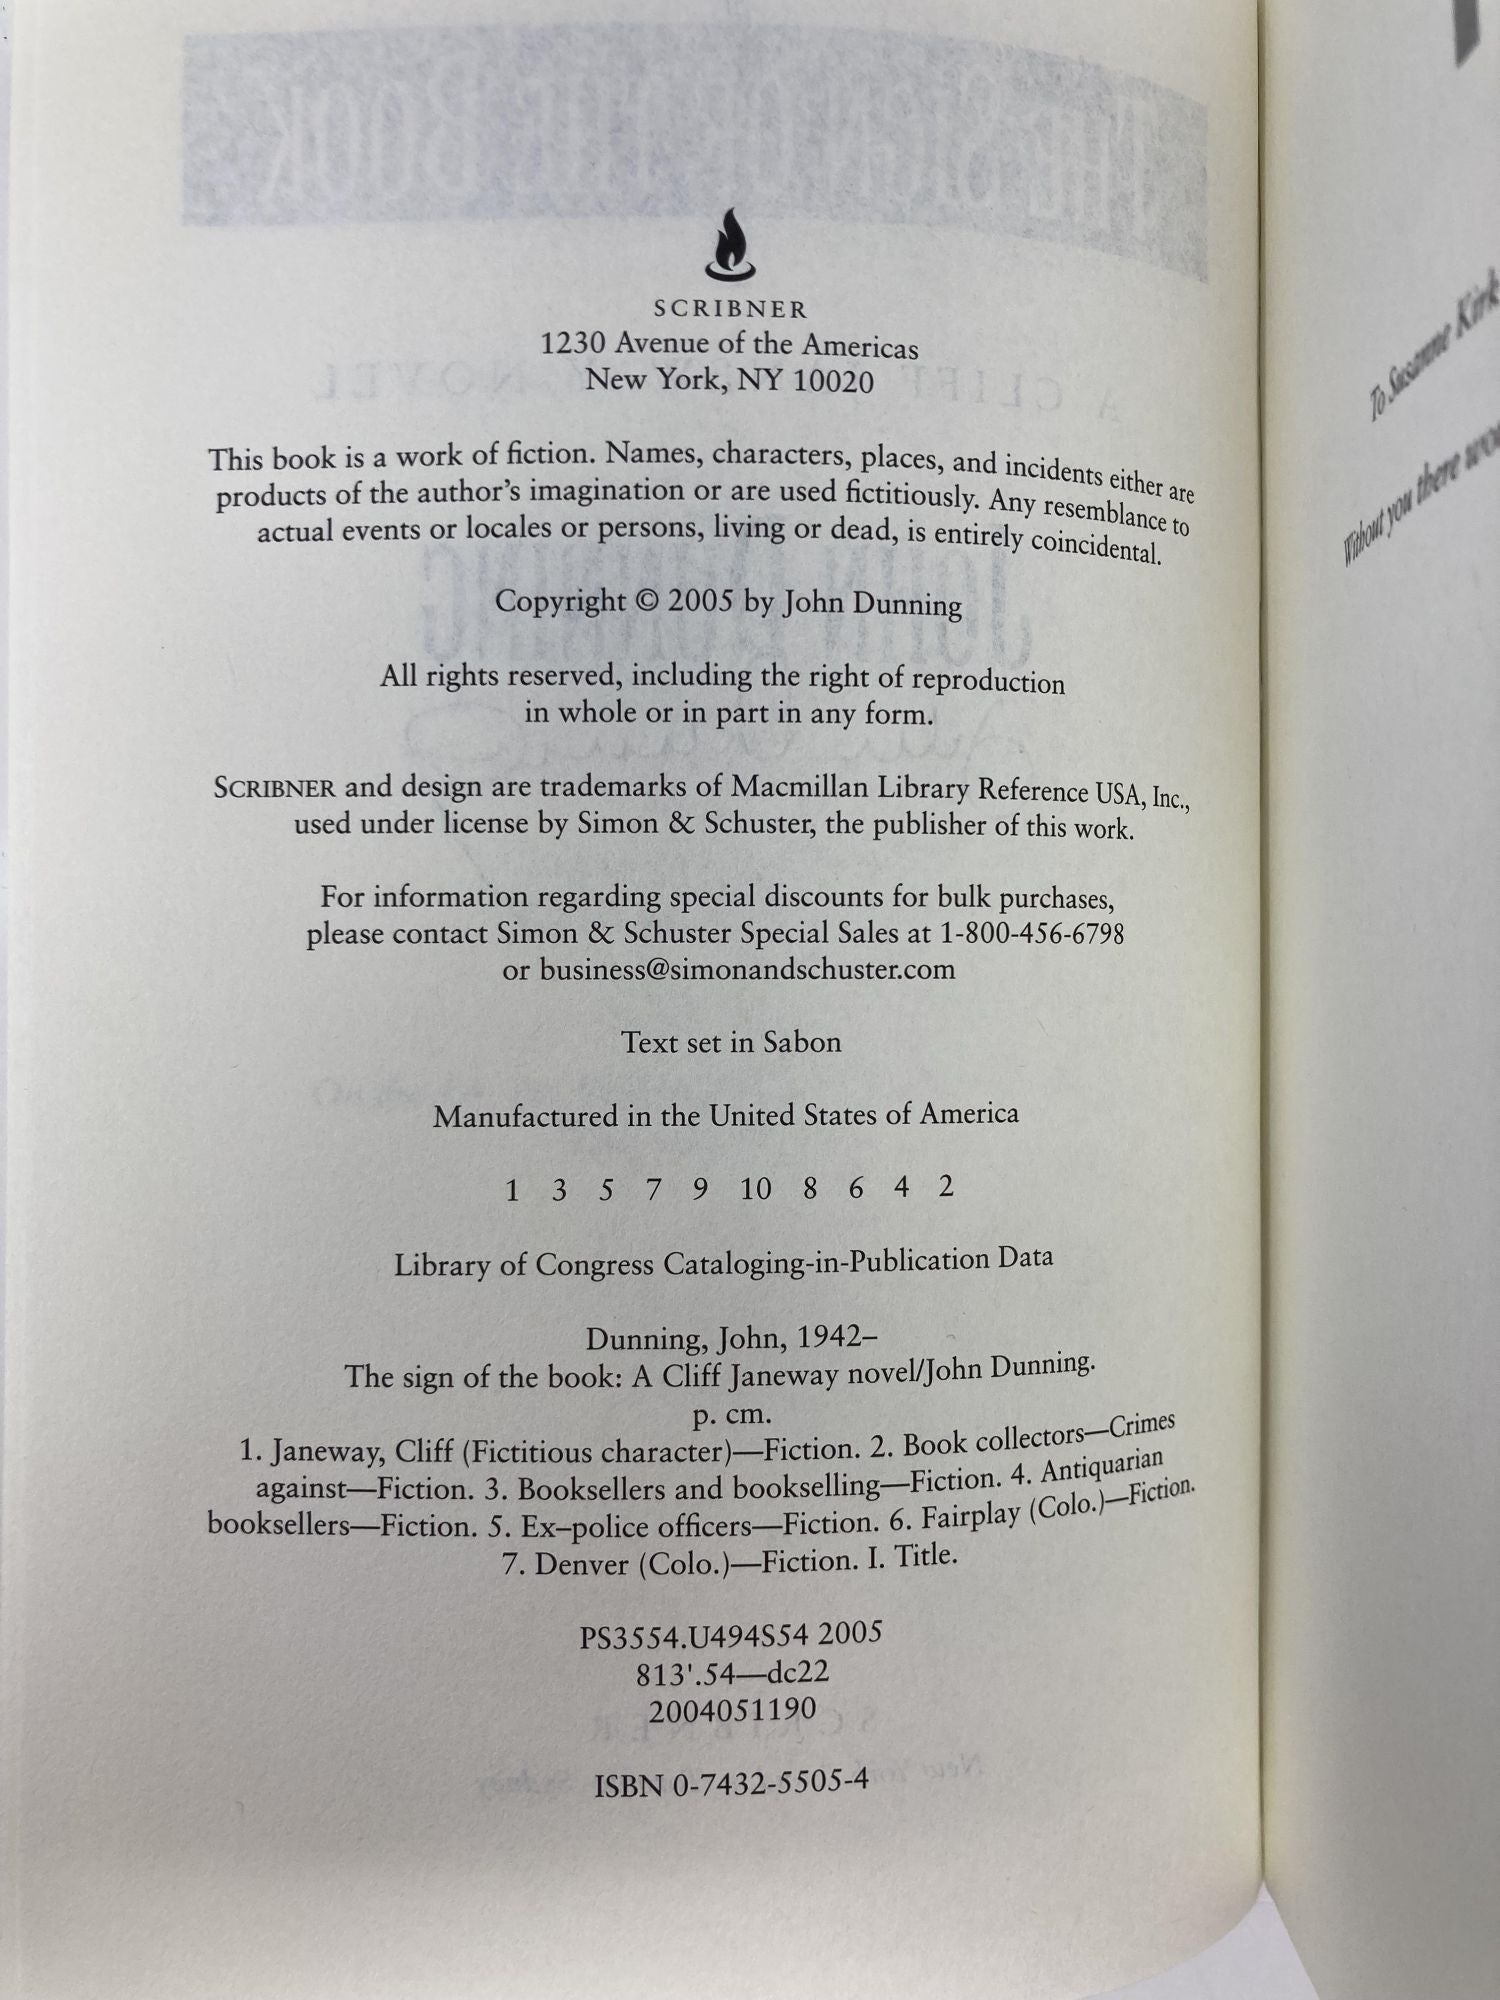 SCRIBNER
1230 Avenue of the Americas
New York, NY 10020
This book is a work of fiction. Names, characters, places, and incidents either are
products of the author's imagination or are used fictitiously. Any resemblance to
actual events or locales or persons, living or dead, is entirely coincidental.
Copyright © 2005 by John Dunning
All rights reserved, including the right of reproduction
in whole or in part in any form.
SCRIBNER and design are trademarks of Macmillan Library Reference USA, Inc.,
used under license by Simon & Schuster, the publisher of this work.
For information regarding special discounts for bulk purchases,
please contact Simon & Schuster Special Sales at 1-800-456-6798
or business@simonandschuster.com
Text set in Sabon
Manufactured in the United States of America
1 3 5 7 9 10 8 6 4 2
Library of Congress Cataloging-in-Publication Data
Dunning, John, 1942–
The sign of the book: A Cliff Janeway novel/John Dunning.
p. cm.
1. Janeway, Cliff (Fictitious character)—Fiction. 2. Book collectors—Crimes
against—Fiction. 3. Booksellers and bookselling—Fiction. 4. Antiquarian
booksellers—Fiction. 5. Ex–police officers—Fiction. 6. Fairplay (Colo.)—Fiction.
7. Denver (Colo.)—Fiction. I. Title.
PS3554.U494S54 2005
813'.54—dc22
2004051190
ISBN 0-7432-5505-4
To Susanne Kirk
Without you there